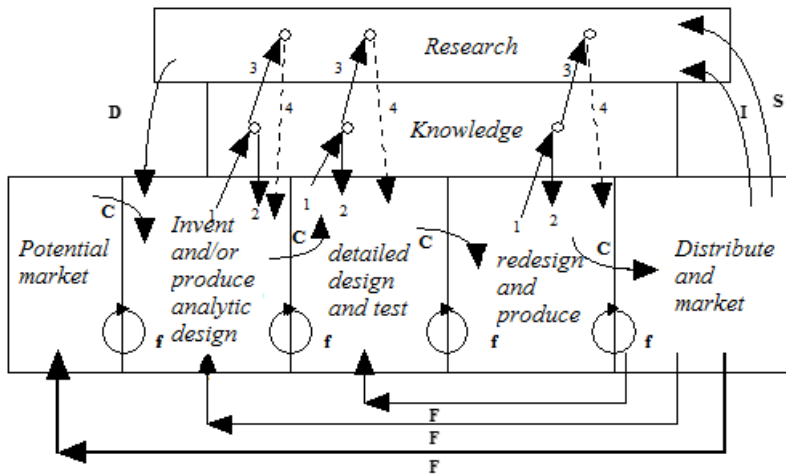 Research
3
3
3
4
4
4
D
I
S
Knowledge
1
2
1
2
1
2
C
C
C
C
Potential
market
Invent
and/or
produce
analytic
design
detailed
design
and test
redesign
and
produce
Distribute
and
market
f
f
f
f
F
F
F